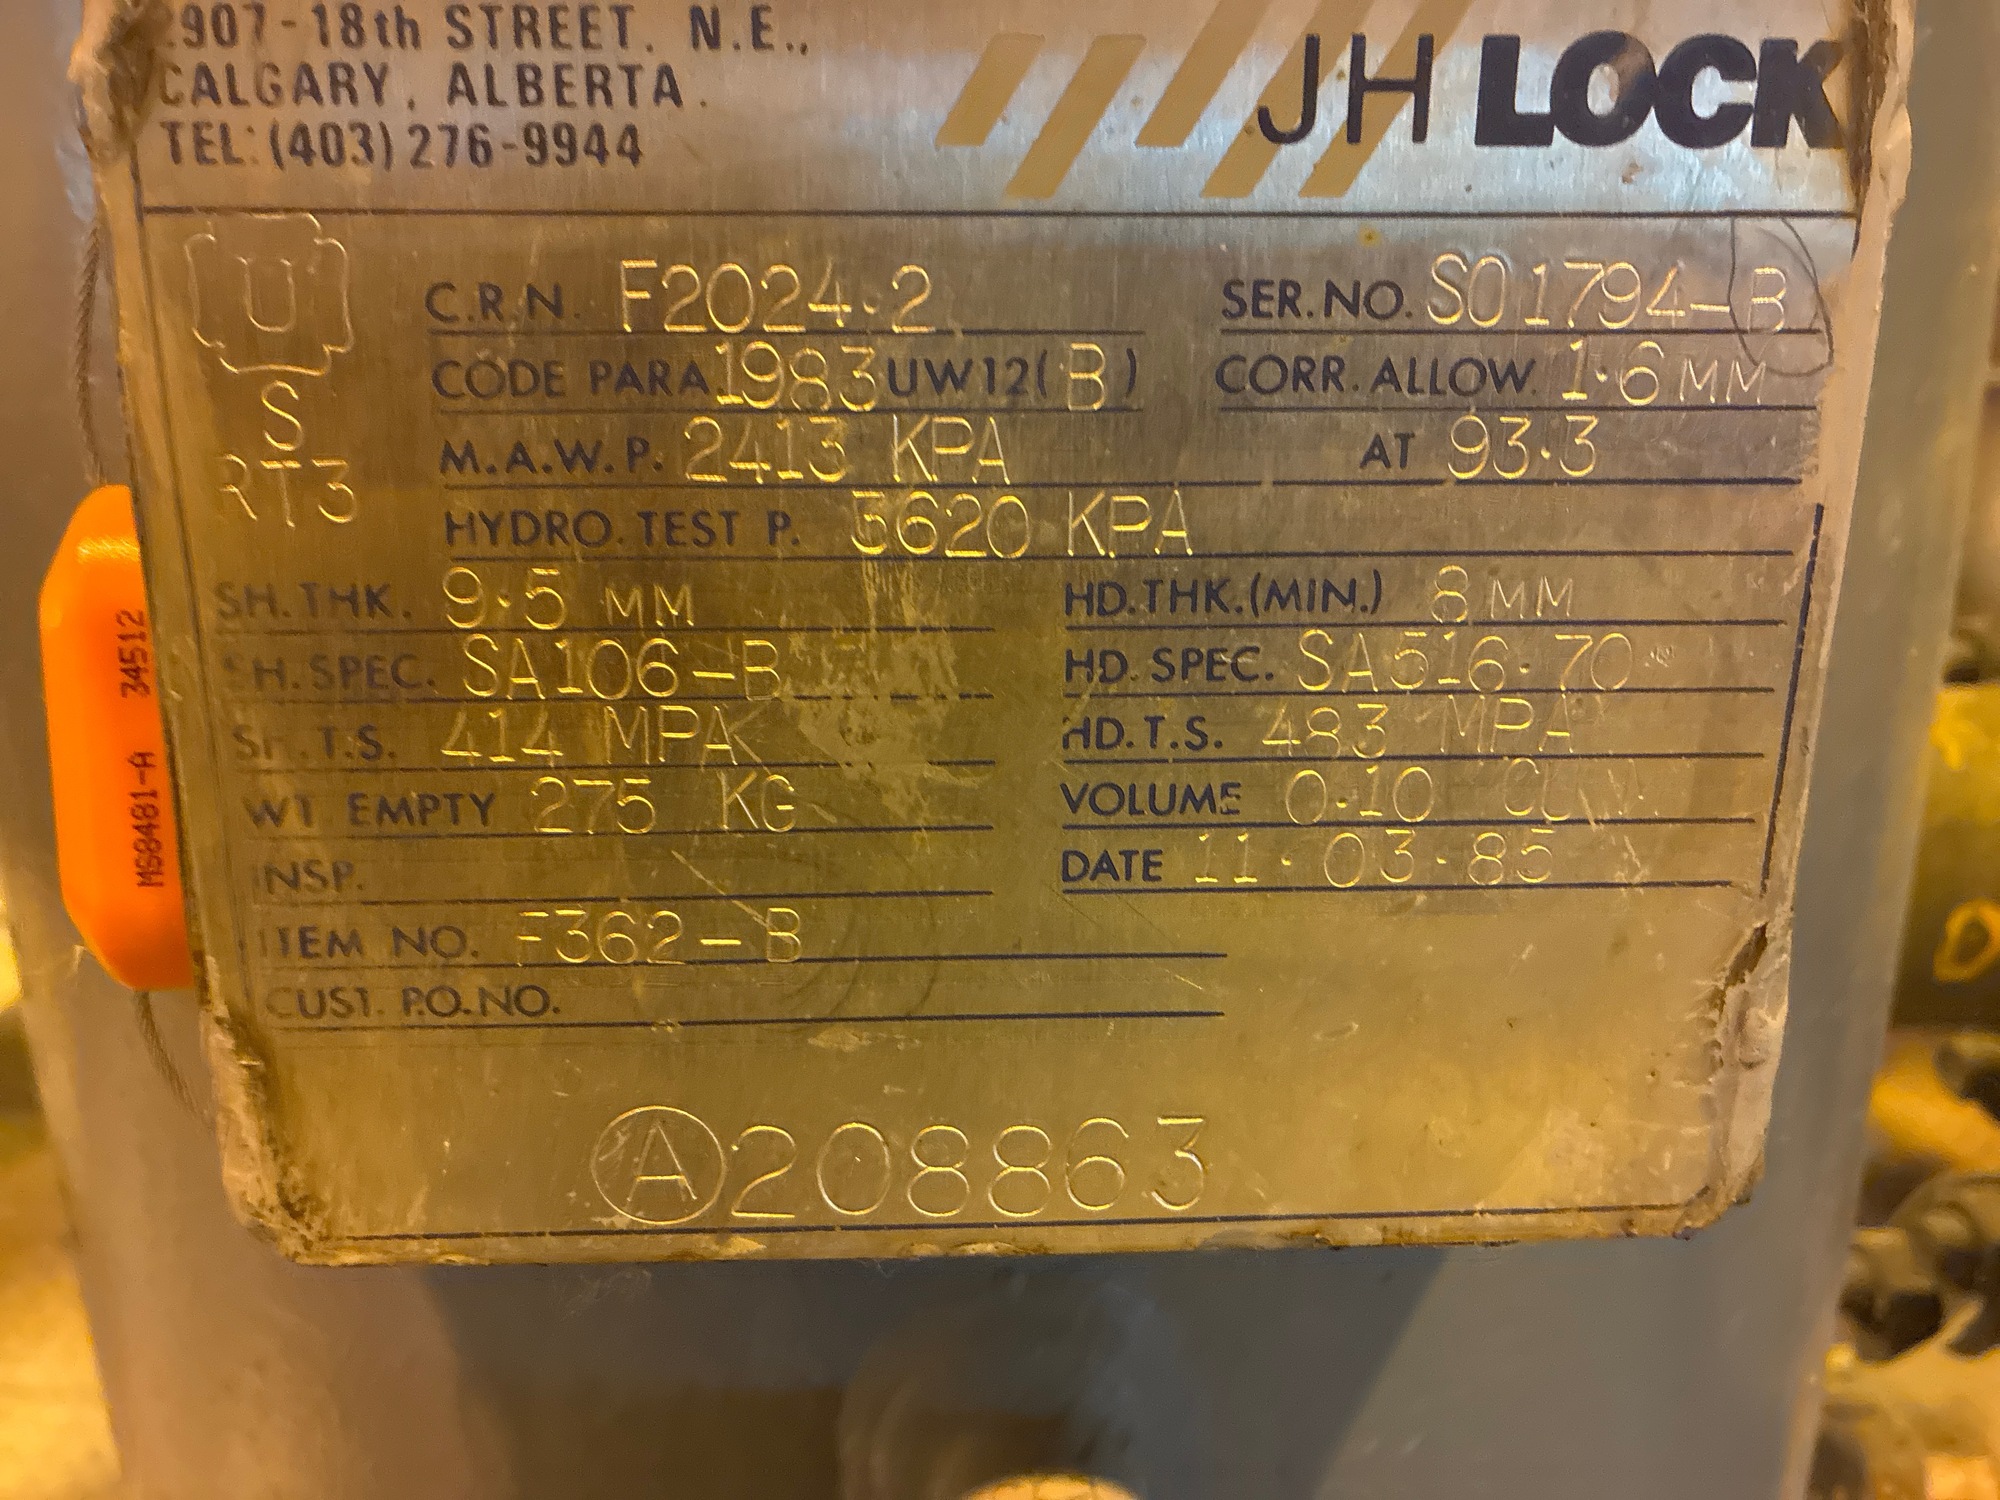 907-18th STREET. N.E.,
CALGARY, ALBERTA.
TEL: (403) 276-9944
JH LOCK
U
S
RT3
C.R.N. F2024.2
SER. NO. SO1794-B
CODE PARA. 1983 UW12(B)
CORR. ALLOW. 1.6 MM
M.A.W.P. 2413 KPA
AT 93.3
HYDRO. TEST P. 3620 KPA
SH. THK. 9.5 MM
HD. THK. (MIN.) 8 MM
SH. SPEC. SA106-B
HD. SPEC. SA516.70
SH. T.S. 414 MPA
HD. T.S. 483 MPA
WT EMPTY 275 KG
VOLUME 0.10
INSP.
DATE 11.03.85
ITEM NO. F362-B
CUST. P.O. NO.
A 208863
MS8481-A 34512